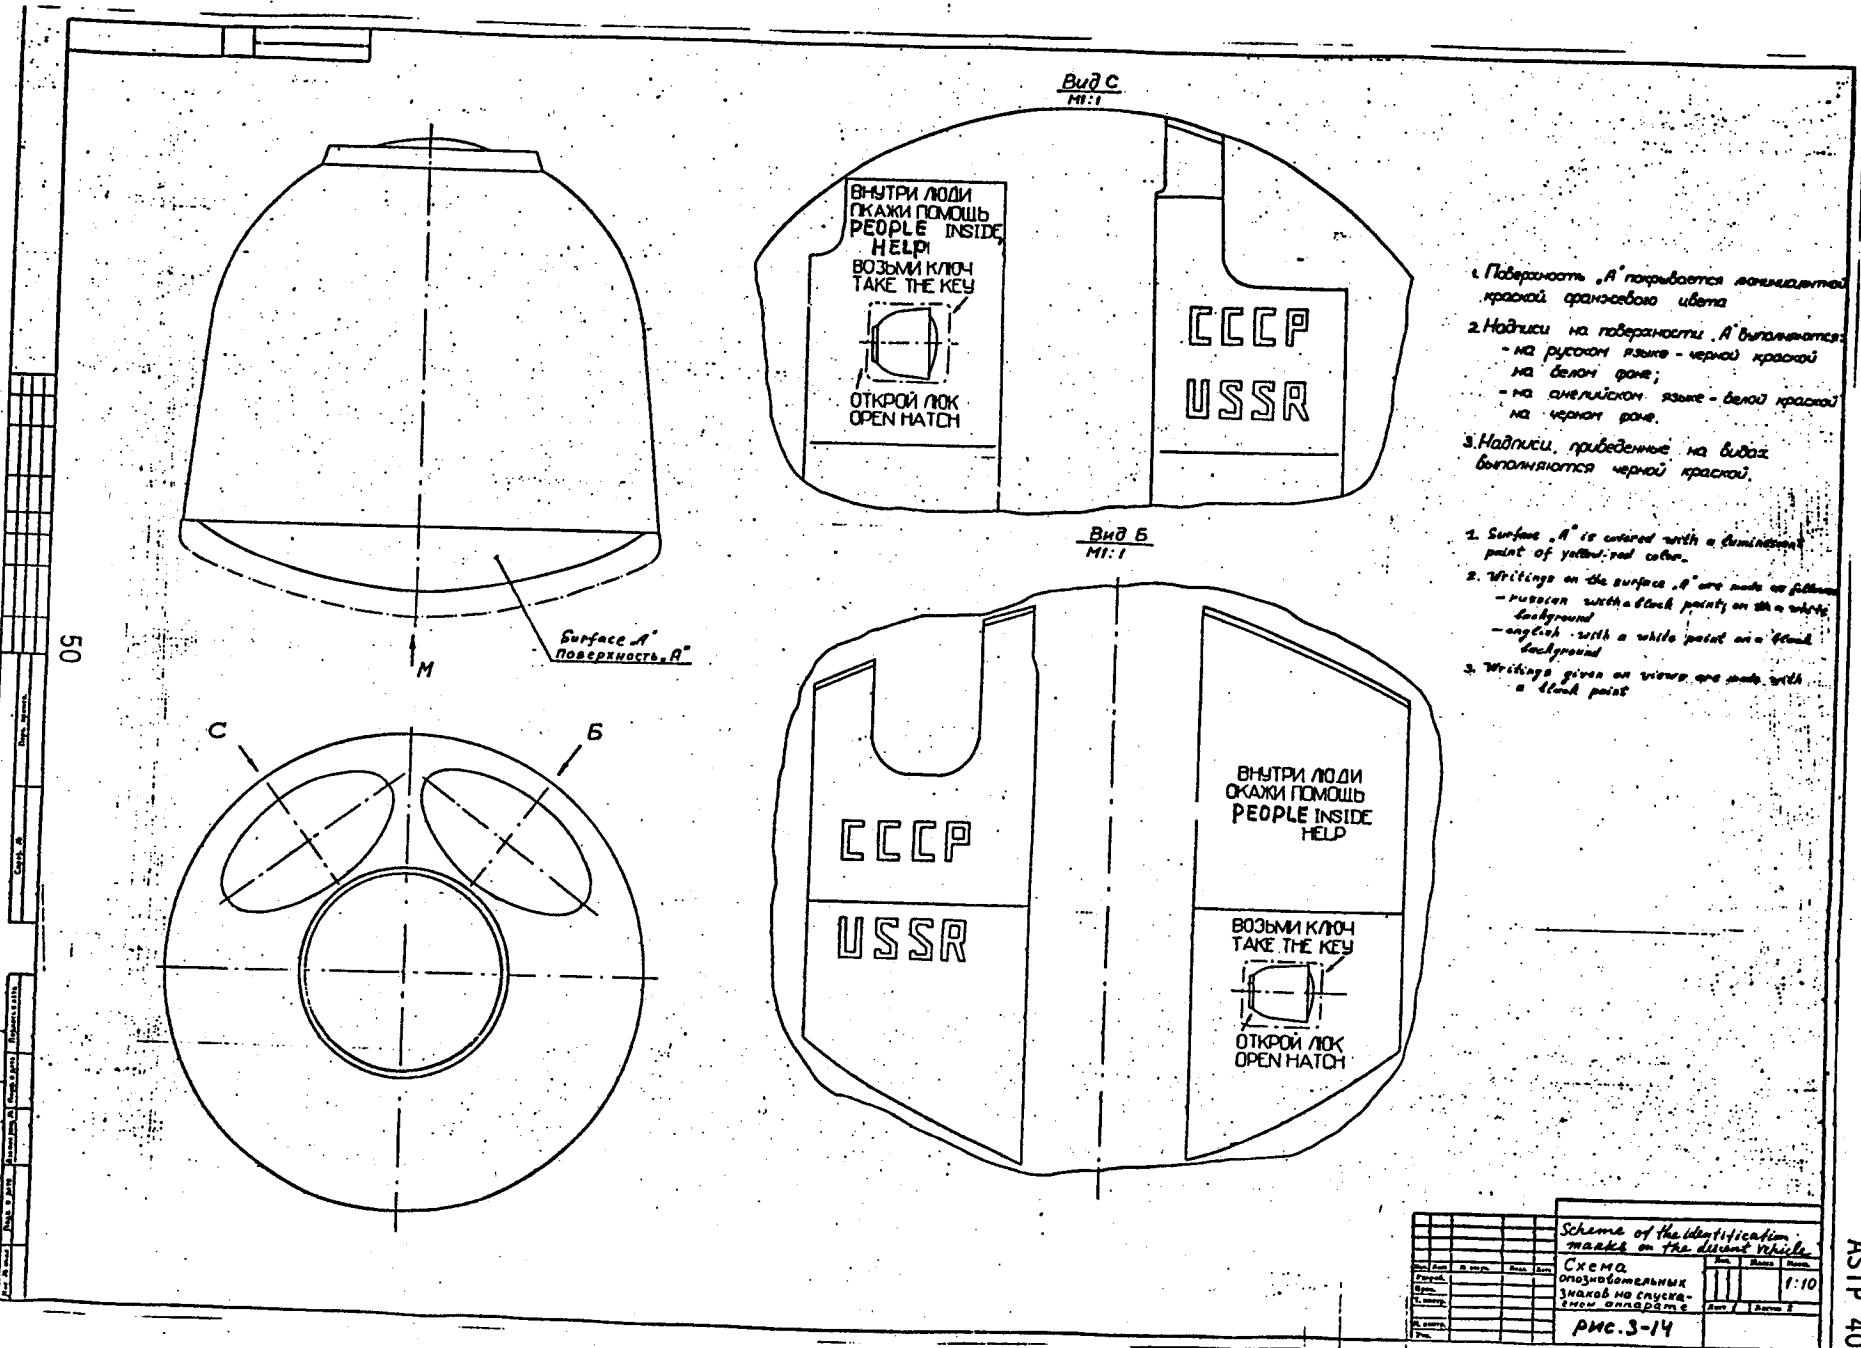 Вид С
М1:1
ВНУТРИ ЛЮДИ
ОКАЖИ ПОМОЩЬ
PEOPLE INSIDE,
HELP!
ВОЗЬМИ КЛЮЧ
TAKE THE KEY
ОТКРОЙ ЛЮК
OPEN HATCH
СССР
USSR
Surface „A"
Поверхность „А"
М
С
Б
Вид Б
М1:1
СССР
USSR
ВНУТРИ ЛЮДИ
ОКАЖИ ПОМОЩЬ
PEOPLE INSIDE
HELP
ВОЗЬМИ КЛЮЧ
TAKE THE KEY
ОТКРОЙ ЛЮК
OPEN HATCH
1. Поверхность „А" покрывается люминисцентной
краской оранжевого цвета
2. Надписи на поверхности „А" выполняются:
- на русском языке - черной краской
на белом фоне;
- на английском языке - белой краской
на черном фоне.
3. Надписи, приведенные на видах
выполняются черной краской.
1. Surface „A" is covered with a luminescent
paint of yellow-red color.
2. Writings on the surface „A" are made as follows
- russian with a black paint on the white
background
- english with a white paint on a black
background
3. Writings given on views are made with
a black paint
50
Scheme of the identification
marks on the descent vehicle
Схема
опознавательных
знаков на спуска-
емом аппарате
1:10
РИС. 3-14
ASTP 40